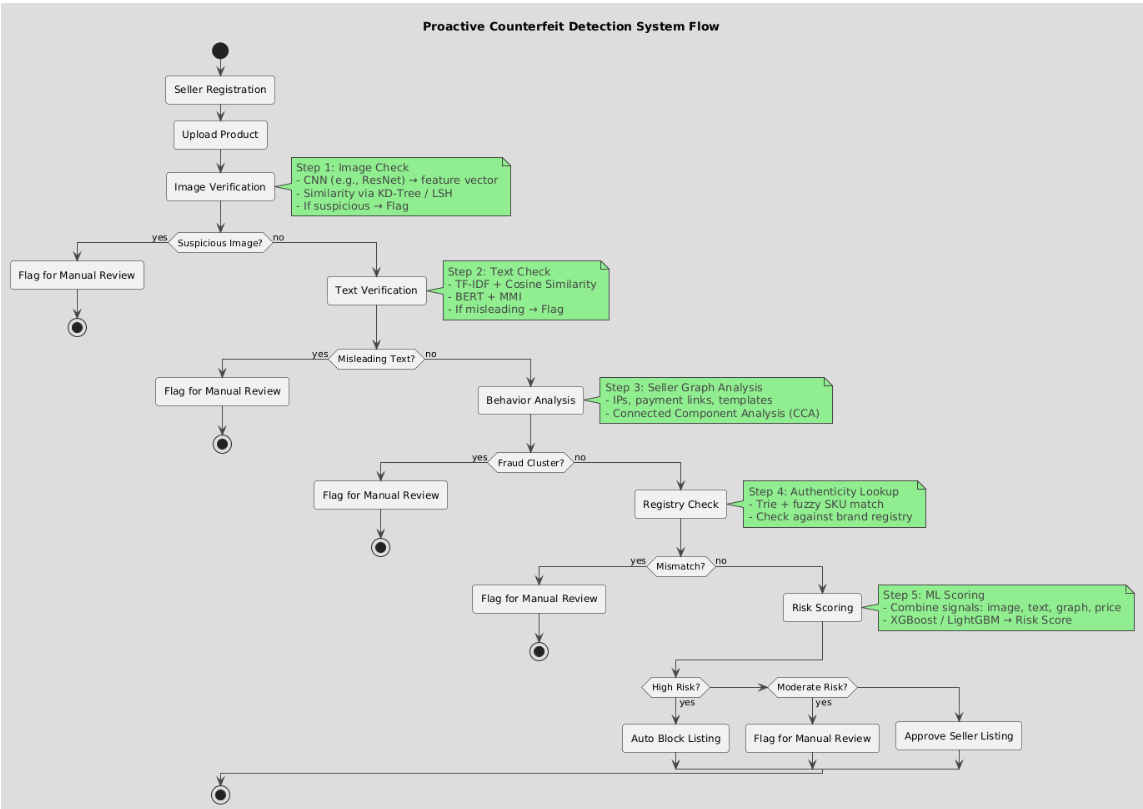 Proactive Counterfeit Detection System Flow
Seller Registration
Upload Product
Image Verification
Step 1: Image Check
- CNN (e.g., ResNet) → feature vector
- Similarity via KD-Tree / LSH
- If suspicious → Flag
yes
Suspicious Image?
no
Flag for Manual Review
Text Verification
Step 2: Text Check
- TF-IDF + Cosine Similarity
- BERT + MMI
- If misleading → Flag
yes
Misleading Text?
no
Flag for Manual Review
Behavior Analysis
Step 3: Seller Graph Analysis
- IPs, payment links, templates
- Connected Component Analysis (CCA)
yes
Fraud Cluster?
no
Flag for Manual Review
Registry Check
Step 4: Authenticity Lookup
- Trie + fuzzy SKU match
- Check against brand registry
yes
Mismatch?
no
Flag for Manual Review
Risk Scoring
Step 5: ML Scoring
- Combine signals: image, text, graph, price
- XGBoost / LightGBM → Risk Score
High Risk?
Moderate Risk?
yes
yes
Auto Block Listing
Flag for Manual Review
Approve Seller Listing